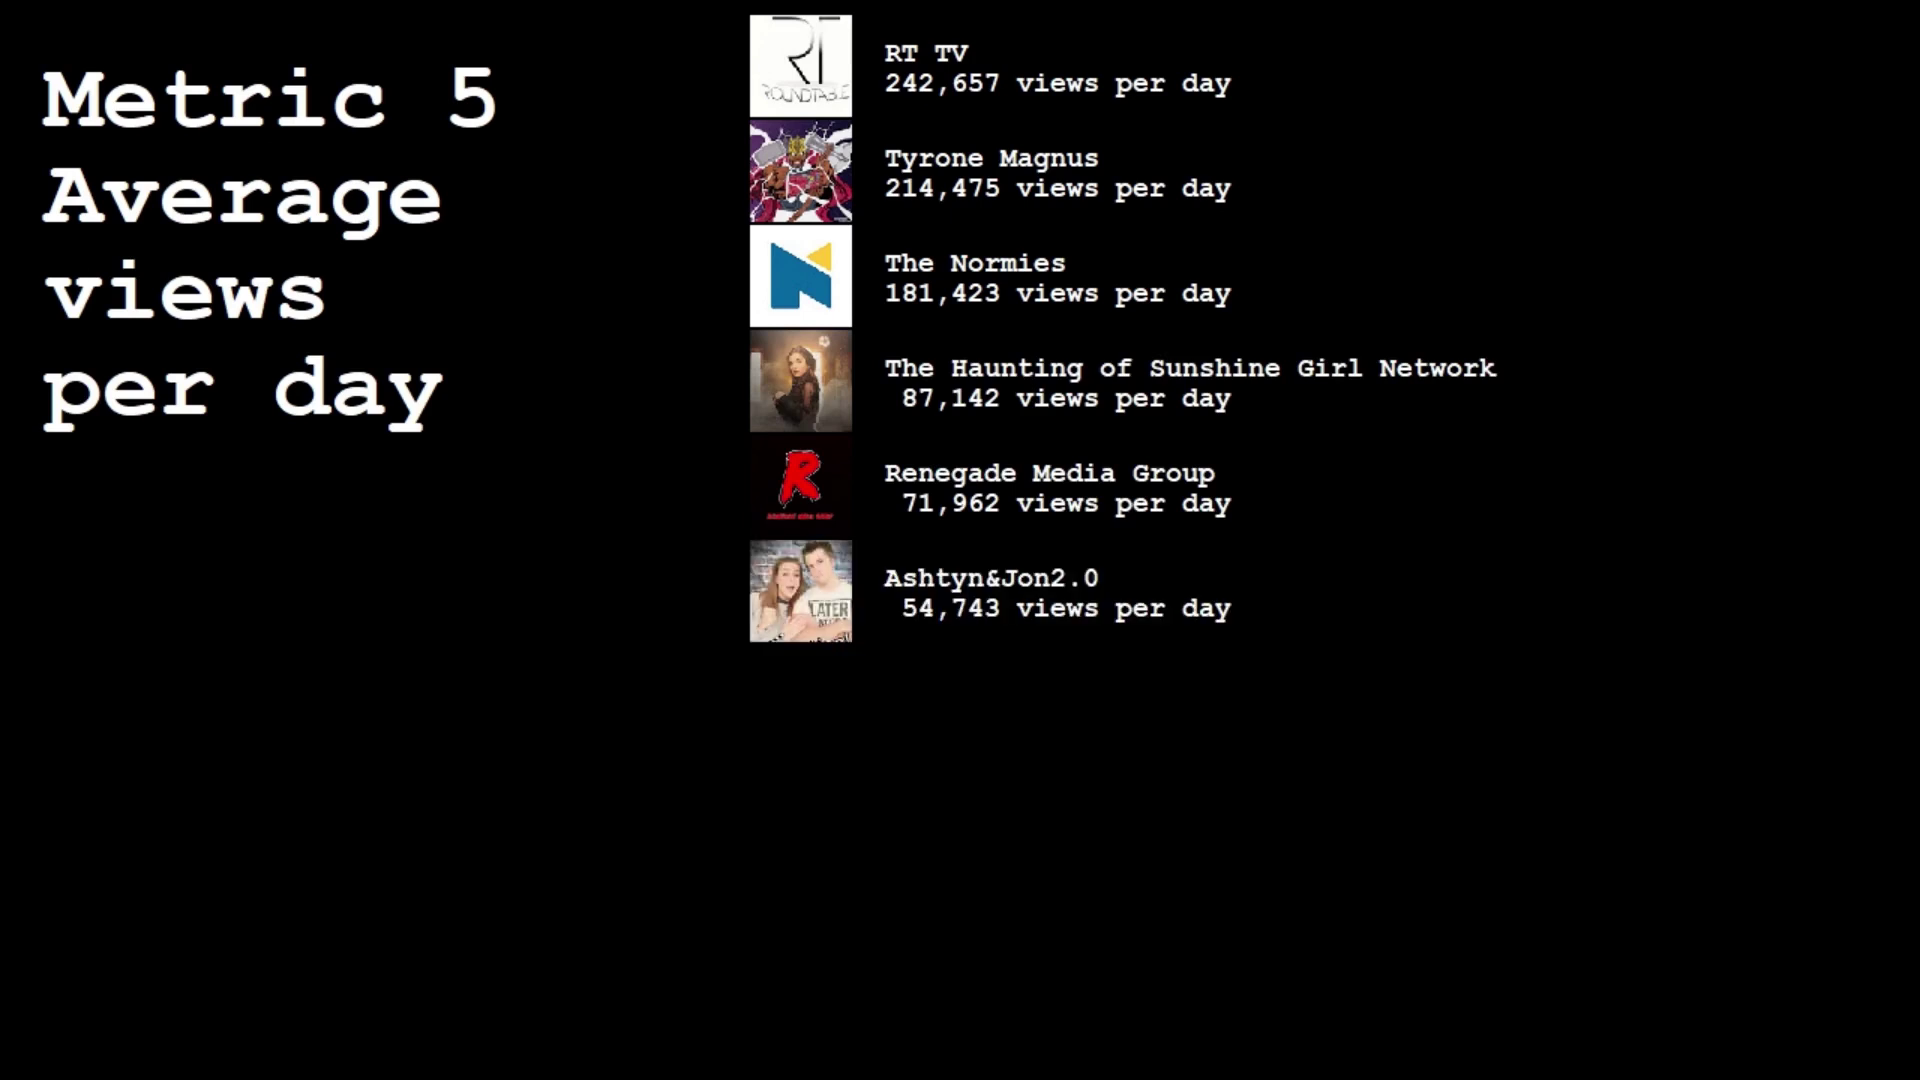 Metric 5
Average
views
per day
RT
ROUNDTABLE
RT TV
242,657 views per day
Tyrone Magnus
214,475 views per day
The Normies
181,423 views per day
The Haunting of Sunshine Girl Network
87,142 views per day
R
Renegade Media Group
71,962 views per day
LATER
Ashtyn&Jon2.0
54,743 views per day